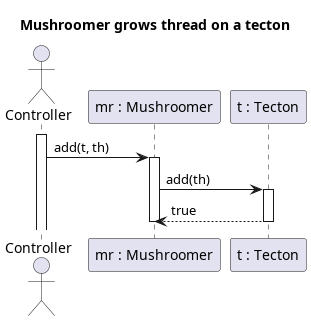 Mushroomer grows thread on a tecton
Controller
mr : Mushroomer
t : Tecton
add(t, th)
add(th)
true
Controller
mr : Mushroomer
t : Tecton